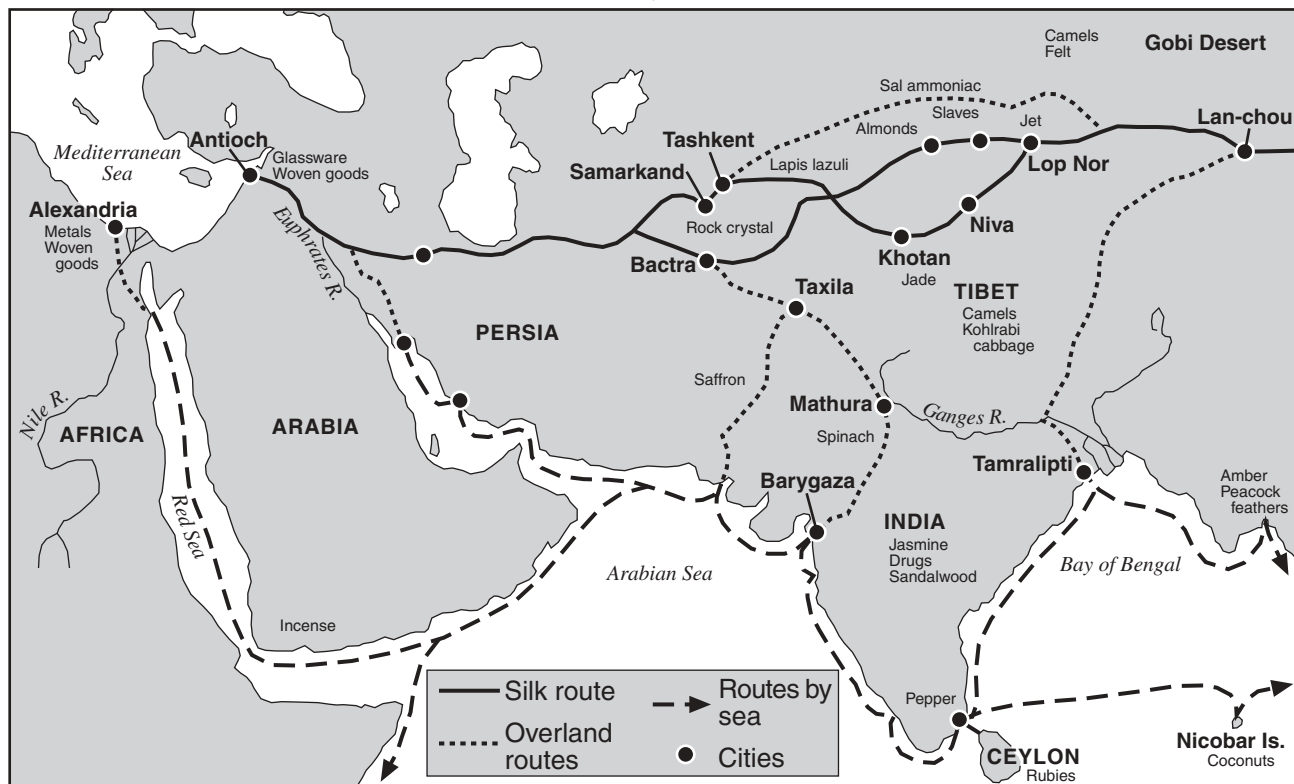 Camels
Felt
Gobi Desert
Sal ammoniac
Slaves
Jet
Lan-chou
Almonds
Antioch
Mediterranean
Sea
Glassware
Woven goods
Tashkent
Lapis lazuli
Lop Nor
Samarkand
Alexandria
Metals
Woven
goods
Rock crystal
Niva
Euphrates R.
Bactra
Khotan
Jade
Taxila
TIBET
Camels
Kohlrabi
cabbage
PERSIA
Saffron
Nile R.
AFRICA
ARABIA
Mathura
Spinach
Ganges R.
Tamralipti
Barygaza
Amber
Peacock
feathers
Red Sea
INDIA
Jasmine
Drugs
Sandalwood
Arabian Sea
Bay of Bengal
Incense
Silk route
Overland
routes
Routes by
sea
Cities
Pepper
CEYLON
Rubies
Nicobar Is.
Coconuts